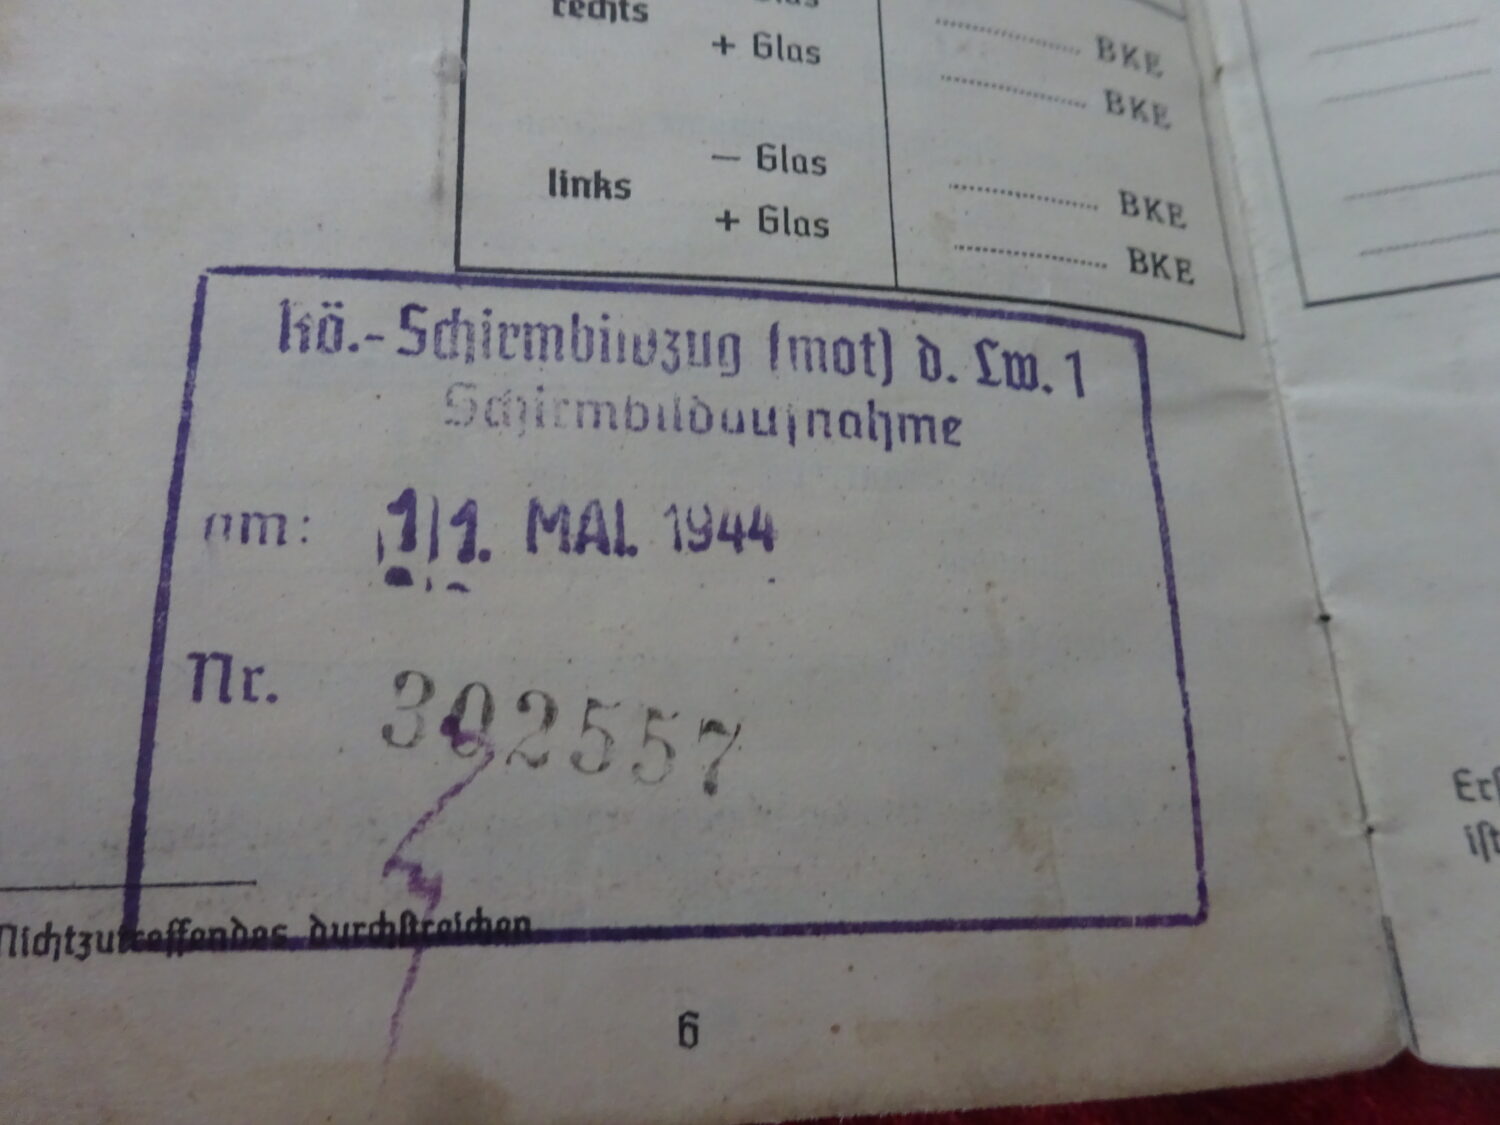 rechts
+ Glas
BKE
BKE
links
— Glas
+ Glas
BKE
BKE
Rö.-Schirmbildzug (mot) d. Lw. 1
Schirmbildaufnahme
am: 11. MAI. 1944
Nr. 302557
Nichtzutreffendes durchstreichen
6